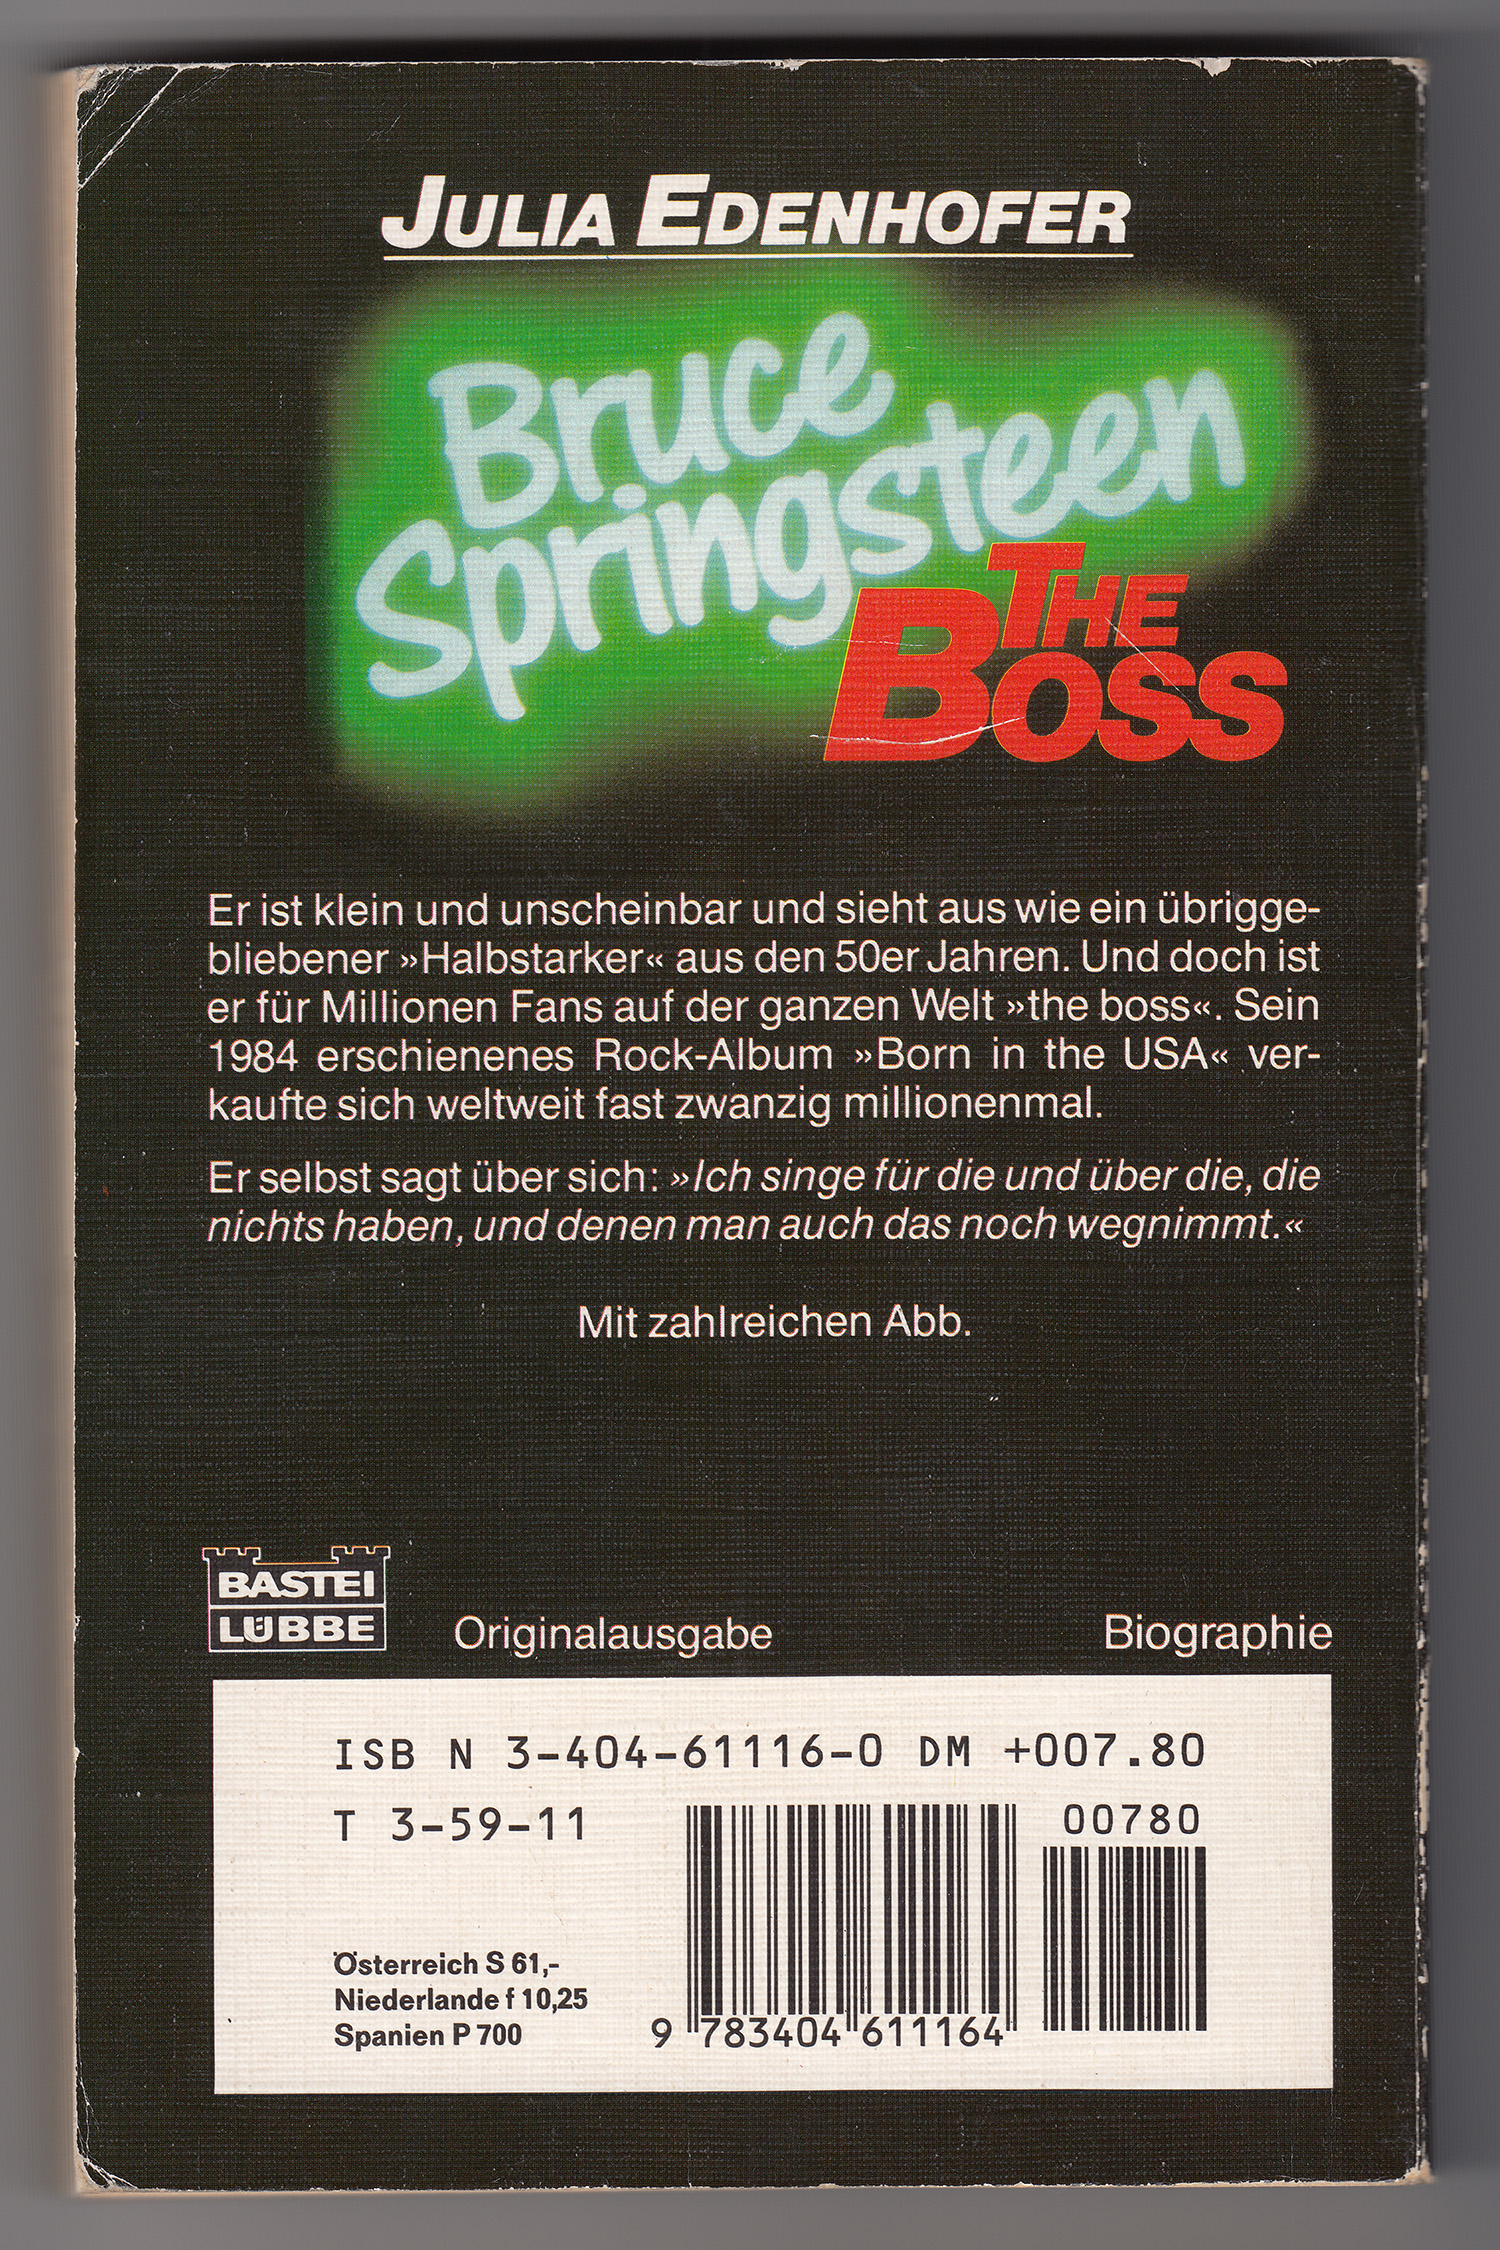 JULIA EDENHOFER
Bruce
Springsteen
THE
BOSS
Er ist klein und unscheinbar und sieht aus wie ein übrigge-
bliebener »Halbstarker« aus den 50er Jahren. Und doch ist
er für Millionen Fans auf der ganzen Welt »the boss«. Sein
1984 erschienenes Rock-Album »Born in the USA« ver-
kaufte sich weltweit fast zwanzig millionenmal.
Er selbst sagt über sich: »Ich singe für die und über die, die
nichts haben, und denen man auch das noch wegnimmt.«
Mit zahlreichen Abb.
BASTEI
LÜBBE
Originalausgabe
Biographie
ISB N 3-404-61116-0 DM +007.80
T 3-59-11
00780
Österreich S 61,-
Niederlande f 10,25
Spanien P 700
9 783404 611164